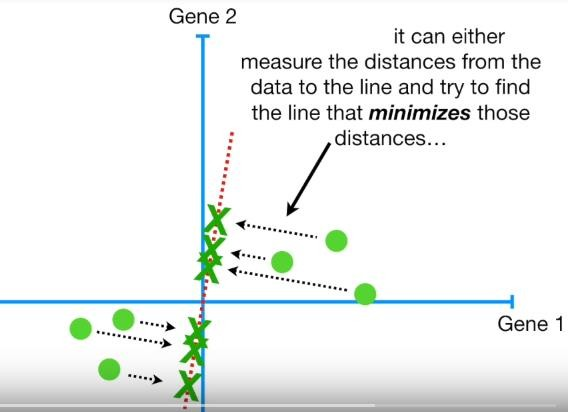 Gene 2
it can either
measure the distances from the
data to the line and try to find
the line that minimizes those
distances...
Gene 1